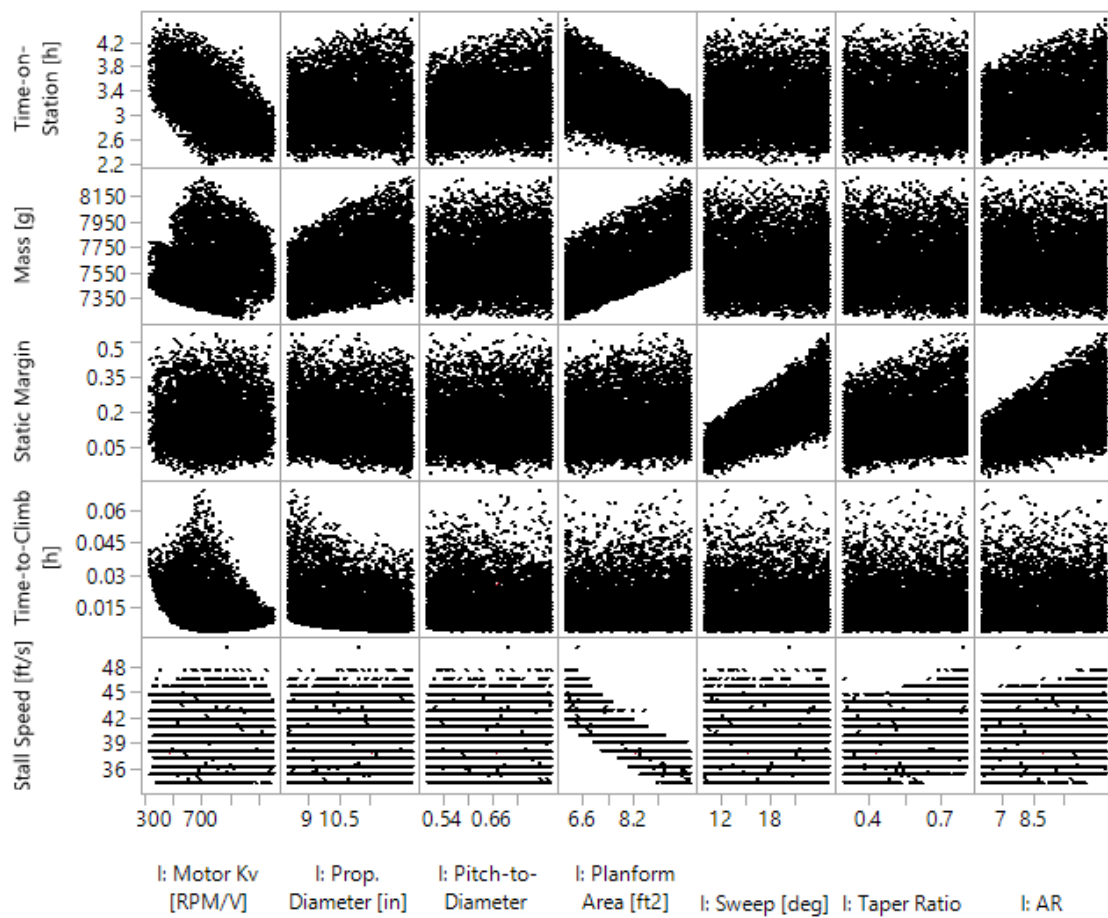 Time-on-
Station [h]
4.2
3.8
3.4
3
2.6
2.2
Mass [g]
8150
7950
7750
7550
7350
Static Margin
0.5
0.35
0.2
0.05
Time-to-Climb
[h]
0.06
0.045
0.03
0.015
Stall Speed [ft/s]
48
45
42
39
36
300 700
9 10.5
0.54 0.66
6.6 8.2
12 18
0.4 0.7
7 8.5
I: Motor Kv
[RPM/V]
I: Prop.
Diameter [in]
I: Pitch-to-
Diameter
I: Planform
Area [ft2]
I: Sweep [deg]
I: Taper Ratio
I: AR